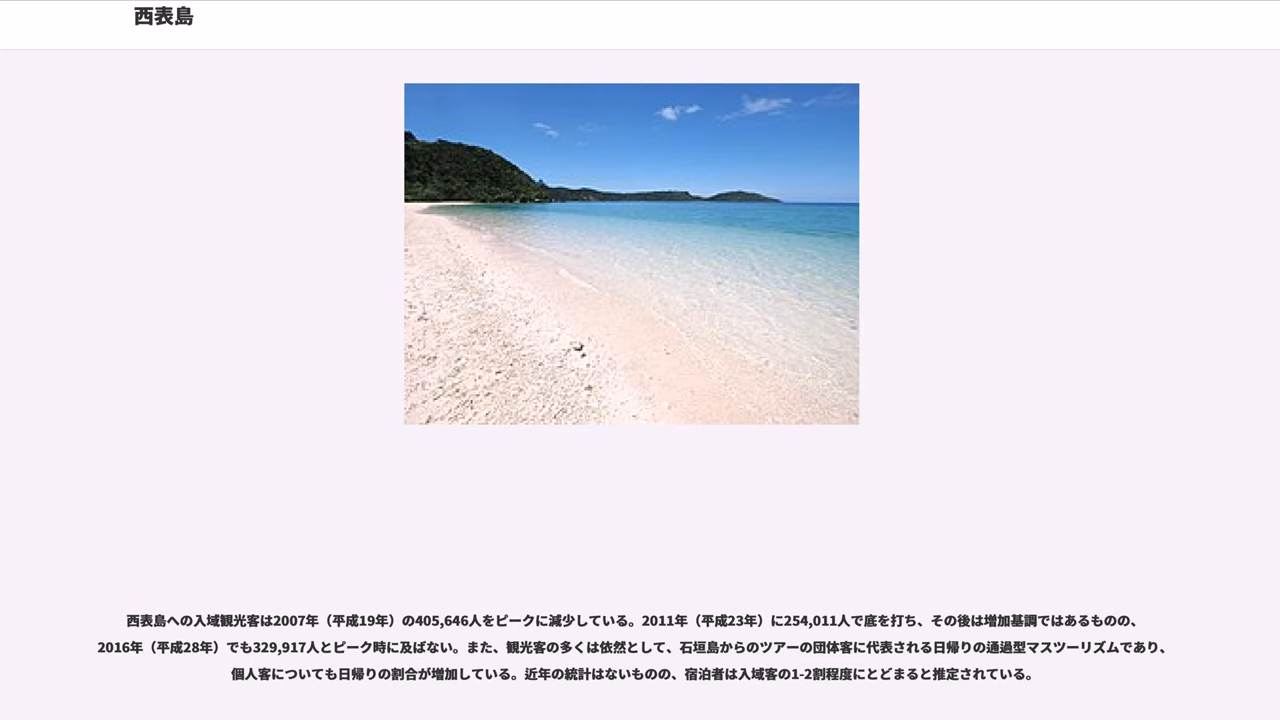 西表島
西表島への入域観光客は2007年（平成19年）の405,646人をピークに減少している。2011年（平成23年）に254,011人で底を打ち、その後は増加基調ではあるものの、
2016年（平成28年）でも329,917人とピーク時に及ばない。また、観光客の多くは依然として、石垣島からのツアーの団体客に代表される日帰りの通過型マスツーリズムであり、
個人客についても日帰りの割合が増加している。近年の統計はないものの、宿泊者は入域客の1-2割程度にとどまると推定されている。